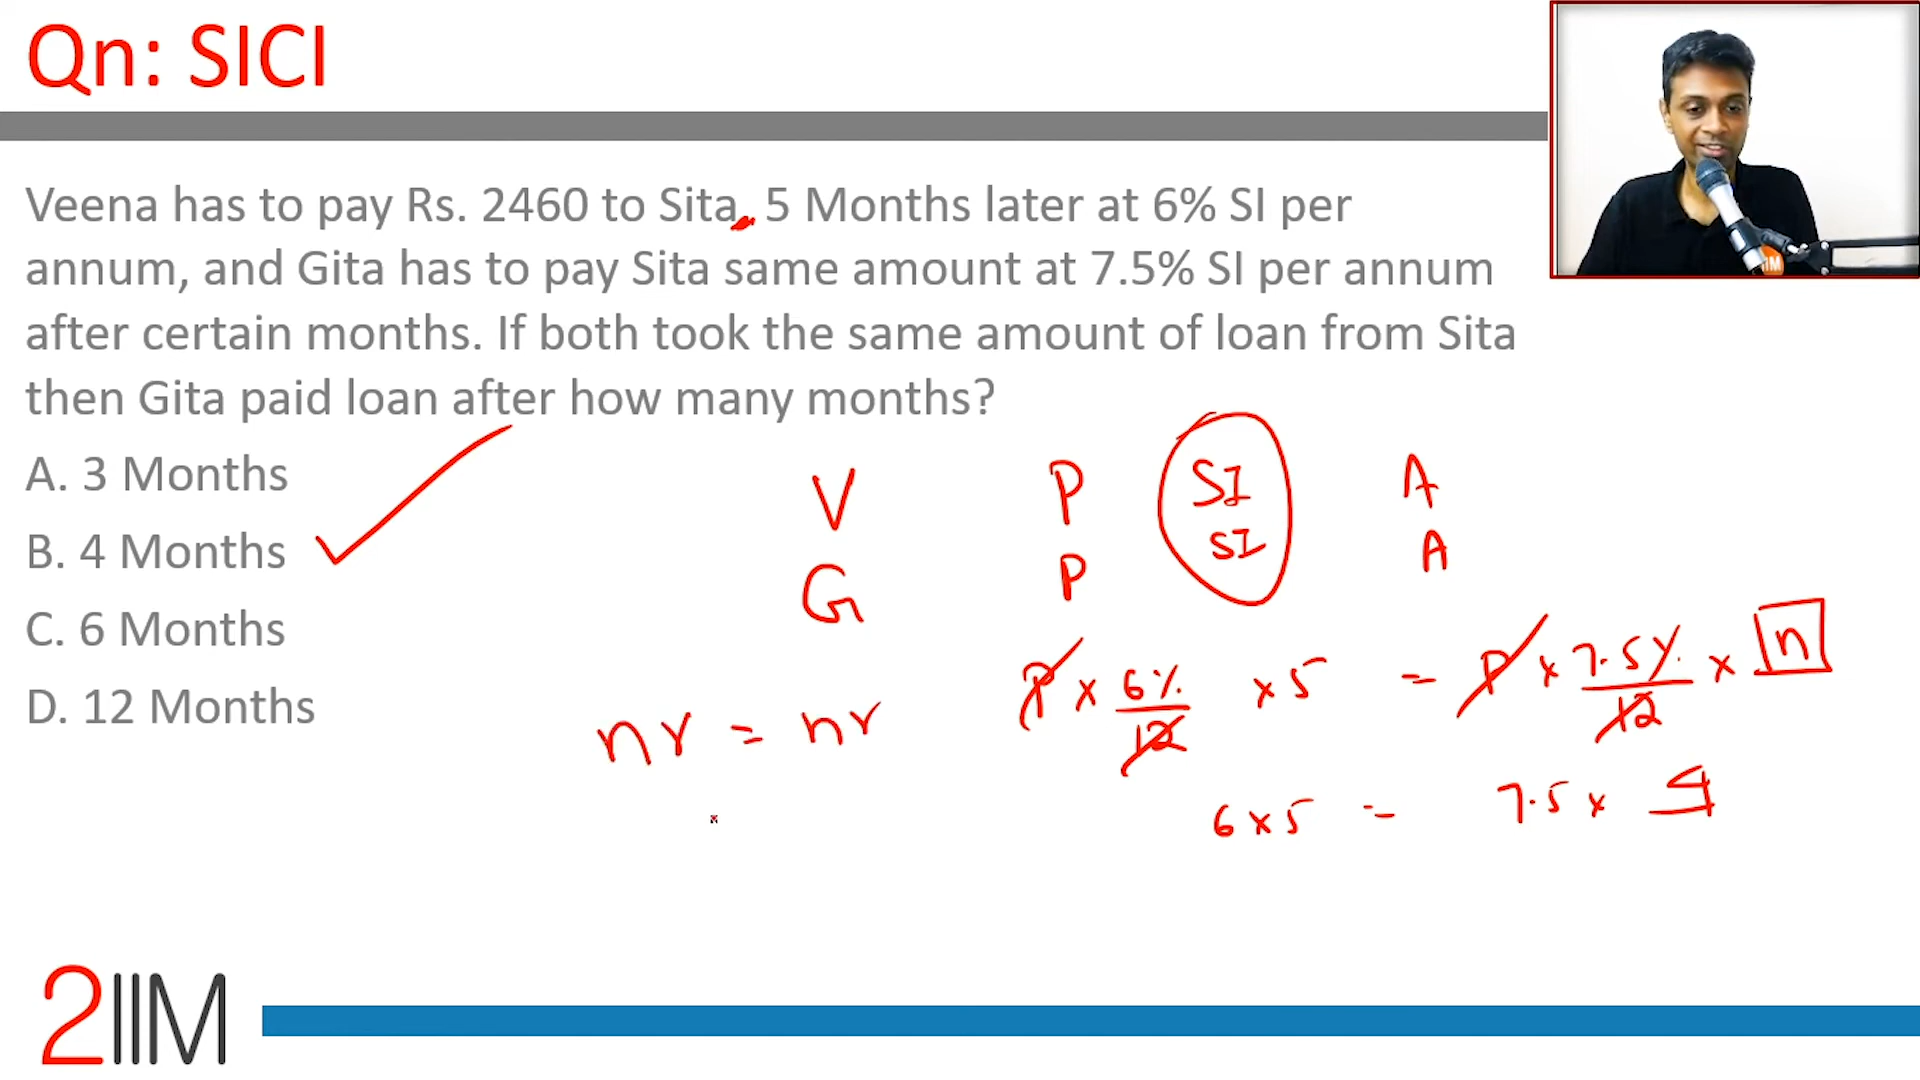 Qn: SICI
Veena has to pay Rs. 2460 to Sita, 5 Months later at 6% SI per
annum, and Gita has to pay Sita same amount at 7.5% SI per annum
after certain months. If both took the same amount of loan from Sita
then Gita paid loan after how many months?
A. 3 Months
B. 4 Months
C. 6 Months
D. 12 Months
V P SI A
G P SI A
P x 6%/12 x 5 = P x 7.5%/12 x n
nr = nr
6 x 5 = 7.5 x 4
2IIM